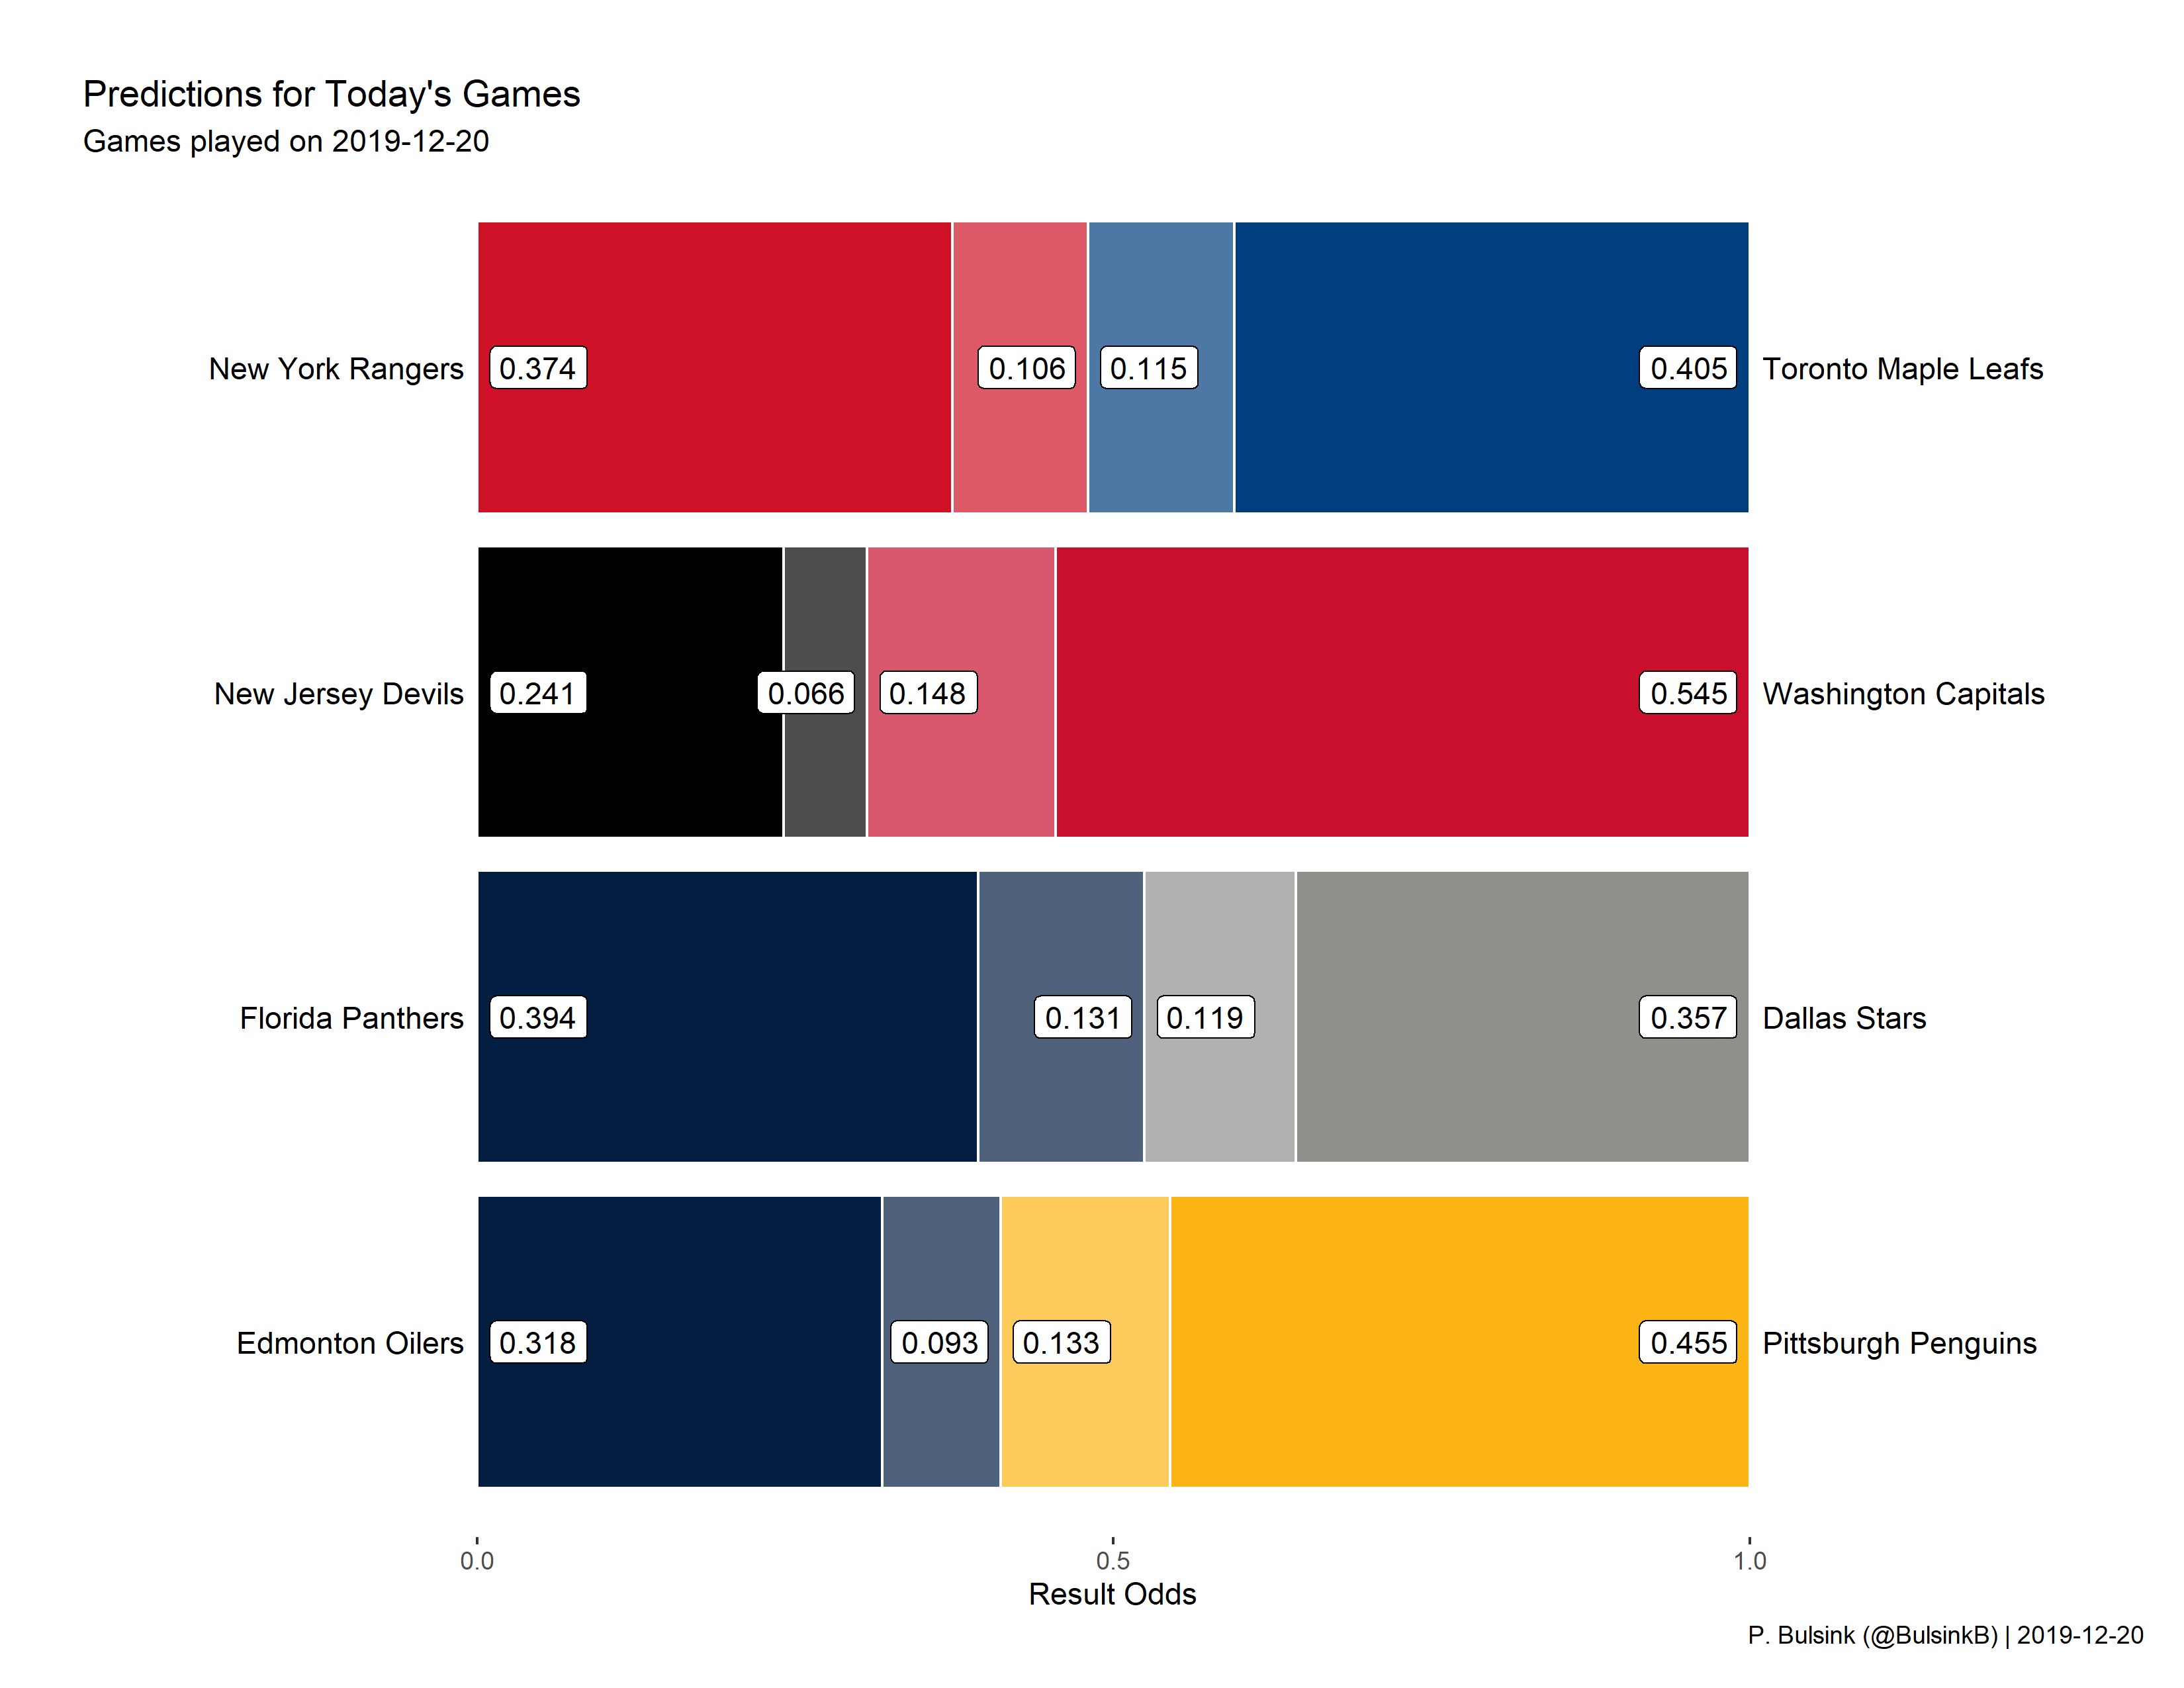 Predictions for Today's Games
Games played on 2019-12-20
New York Rangers 0.374 0.106 0.115 0.405 Toronto Maple Leafs
New Jersey Devils 0.241 0.066 0.148 0.545 Washington Capitals
Florida Panthers 0.394 0.131 0.119 0.357 Dallas Stars
Edmonton Oilers 0.318 0.093 0.133 0.455 Pittsburgh Penguins
0.0 0.5 1.0
Result Odds
P. Bulsink (@BulsinkB) | 2019-12-20